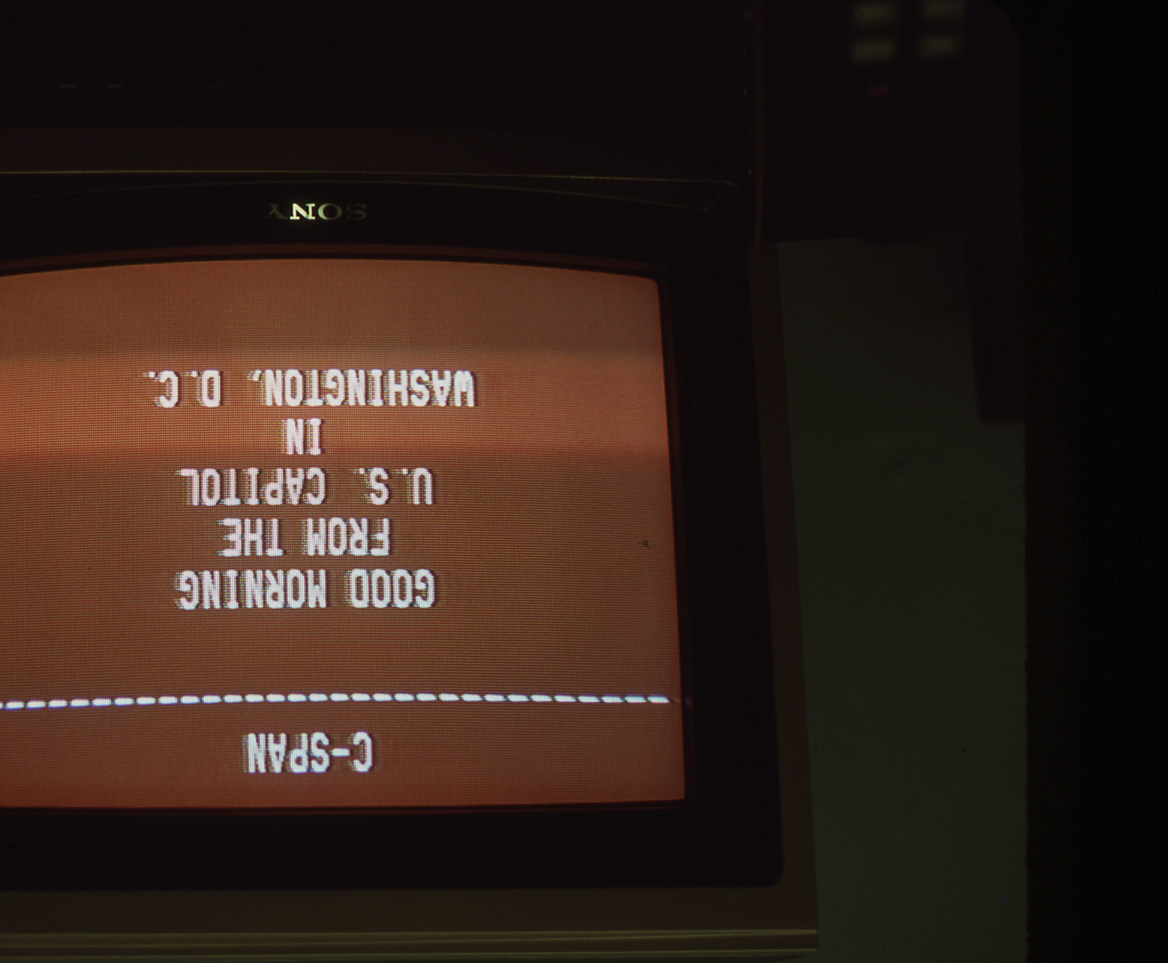 C-SPAN
GOOD MORNING
FROM THE
U.S. CAPITOL
IN
WASHINGTON, D.C.
SONY